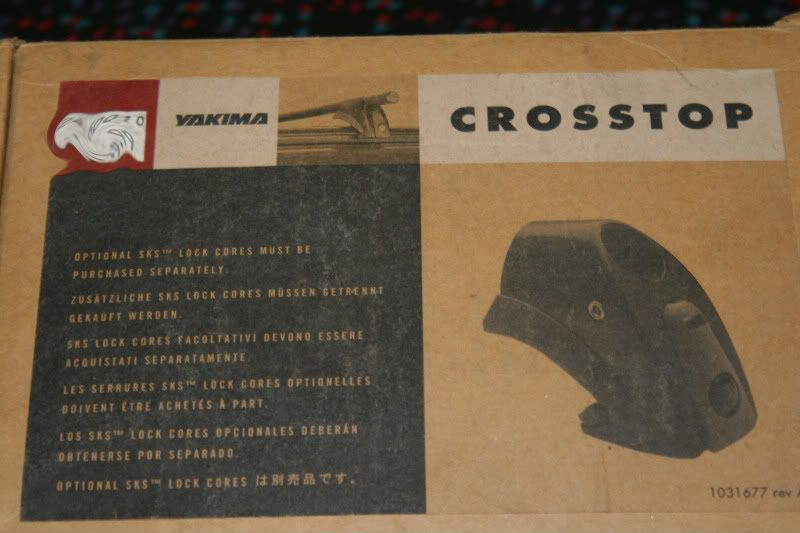 YAKIMA
CROSSTOP
OPTIONAL SKS™ LOCK CORES MUST BE
PURCHASED SEPARATELY.
ZUSÄTZLICHE SKS LOCK CORES MÜSSEN GETRENNT
GEKAUFT WERDEN.
SKS LOCK CORES FACOLTATIVI DEVONO ESSERE
ACQUISTATI SEPARATAMENTE.
LES SERRURES SKS™ LOCK CORES OPTIONELLES
DOIVENT ÊTRE ACHETÉS À PART.
LOS SKS™ LOCK CORES OPCIONALES DEBERÁN
OBTENERSE POR SEPARADO.
OPTIONAL SKS™ LOCK CORES は別売品です。
1031677 rev